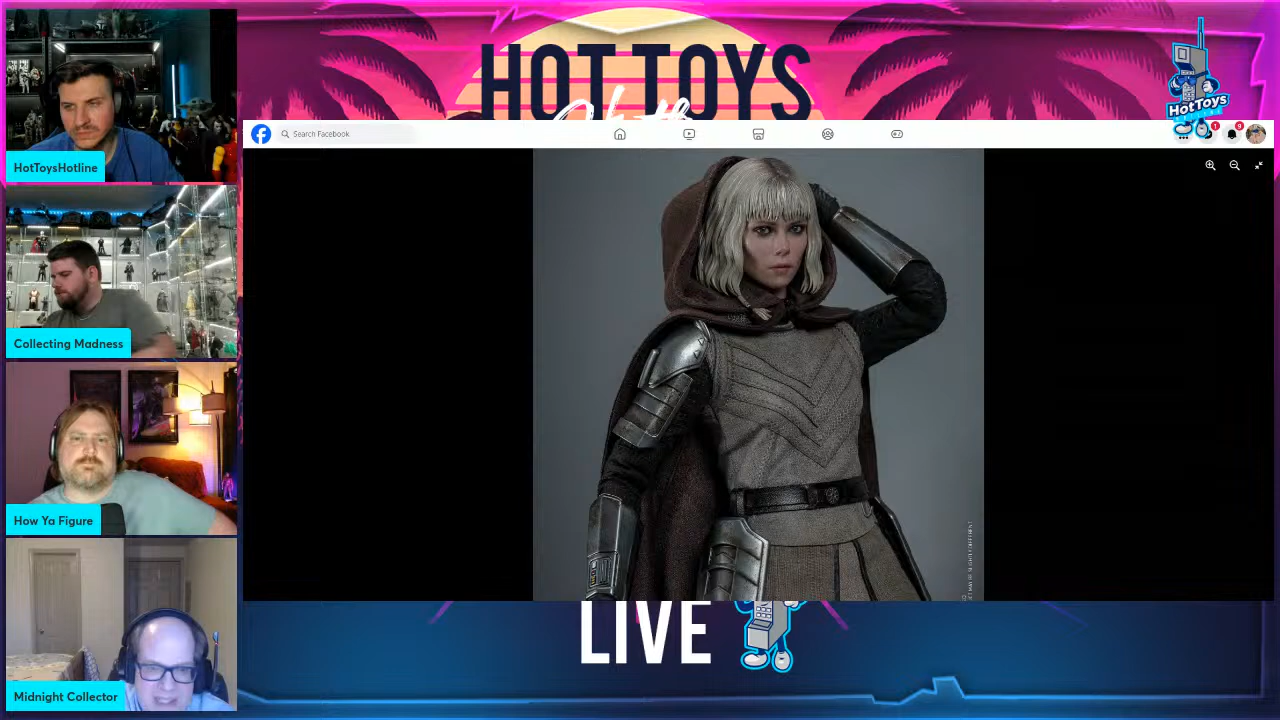 HOT TOYS
HotToys
Search Facebook
HotToysHotline
Collecting Madness
How Ya Figure
Midnight Collector
LIVE